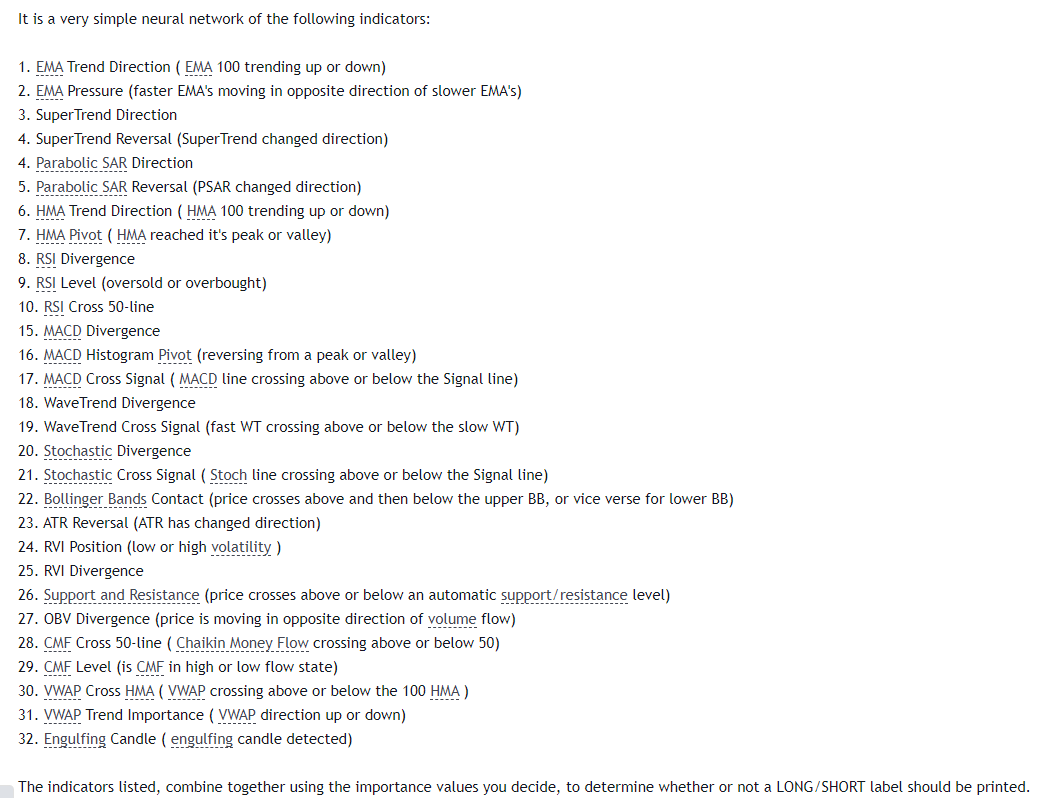 It is a very simple neural network of the following indicators:
1. EMA Trend Direction ( EMA 100 trending up or down)
2. EMA Pressure (faster EMA's moving in opposite direction of slower EMA's)
3. SuperTrend Direction
4. SuperTrend Reversal (SuperTrend changed direction)
4. Parabolic SAR Direction
5. Parabolic SAR Reversal (PSAR changed direction)
6. HMA Trend Direction ( HMA 100 trending up or down)
7. HMA Pivot ( HMA reached it's peak or valley)
8. RSI Divergence
9. RSI Level (oversold or overbought)
10. RSI Cross 50-line
15. MACD Divergence
16. MACD Histogram Pivot (reversing from a peak or valley)
17. MACD Cross Signal ( MACD line crossing above or below the Signal line)
18. WaveTrend Divergence
19. WaveTrend Cross Signal (fast WT crossing above or below the slow WT)
20. Stochastic Divergence
21. Stochastic Cross Signal ( Stoch line crossing above or below the Signal line)
22. Bollinger Bands Contact (price crosses above and then below the upper BB, or vice verse for lower BB)
23. ATR Reversal (ATR has changed direction)
24. RVI Position (low or high volatility )
25. RVI Divergence
26. Support and Resistance (price crosses above or below an automatic support/resistance level)
27. OBV Divergence (price is moving in opposite direction of volume flow)
28. CMF Cross 50-line ( Chaikin Money Flow crossing above or below 50)
29. CMF Level (is CMF in high or low flow state)
30. VWAP Cross HMA ( VWAP crossing above or below the 100 HMA )
31. VWAP Trend Importance ( VWAP direction up or down)
32. Engulfing Candle ( engulfing candle detected)
The indicators listed, combine together using the importance values you decide, to determine whether or not a LONG/SHORT label should be printed.